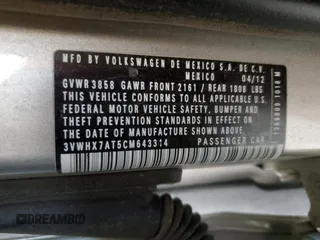 MFD BY VOLKSWAGEN DE MEXICO S.A. DE C.V.
MEXICO 04/12
GVWR 3858 GAWR FRONT 2161 / REAR 1808 LBS
THIS VEHICLE CONFORMS TO ALL APPLICABLE
FEDERAL MOTOR VEHICLE SAFETY, BUMPER AND
THEFT PREVENTION STANDARDS IN EFFECT ON
THE DATE OF MANUFACTURE SHOWN ABOVE.
3VWHX7AT5CM643314 PASSENGER CAR
DREAMBID